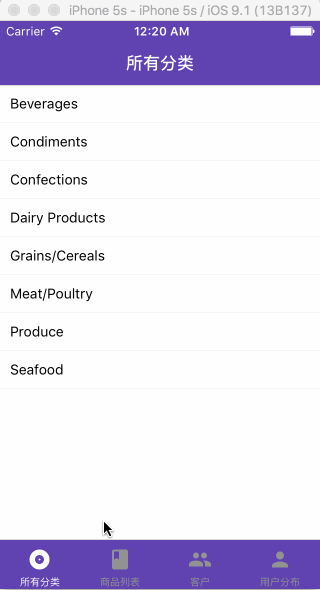 iPhone 5s - iPhone 5s / iOS 9.1 (13B137)
Carrier 12:20 AM
所有分类
Beverages
Condiments
Confections
Dairy Products
Grains/Cereals
Meat/Poultry
Produce
Seafood
所有分类 商品列表 客户 用户分布